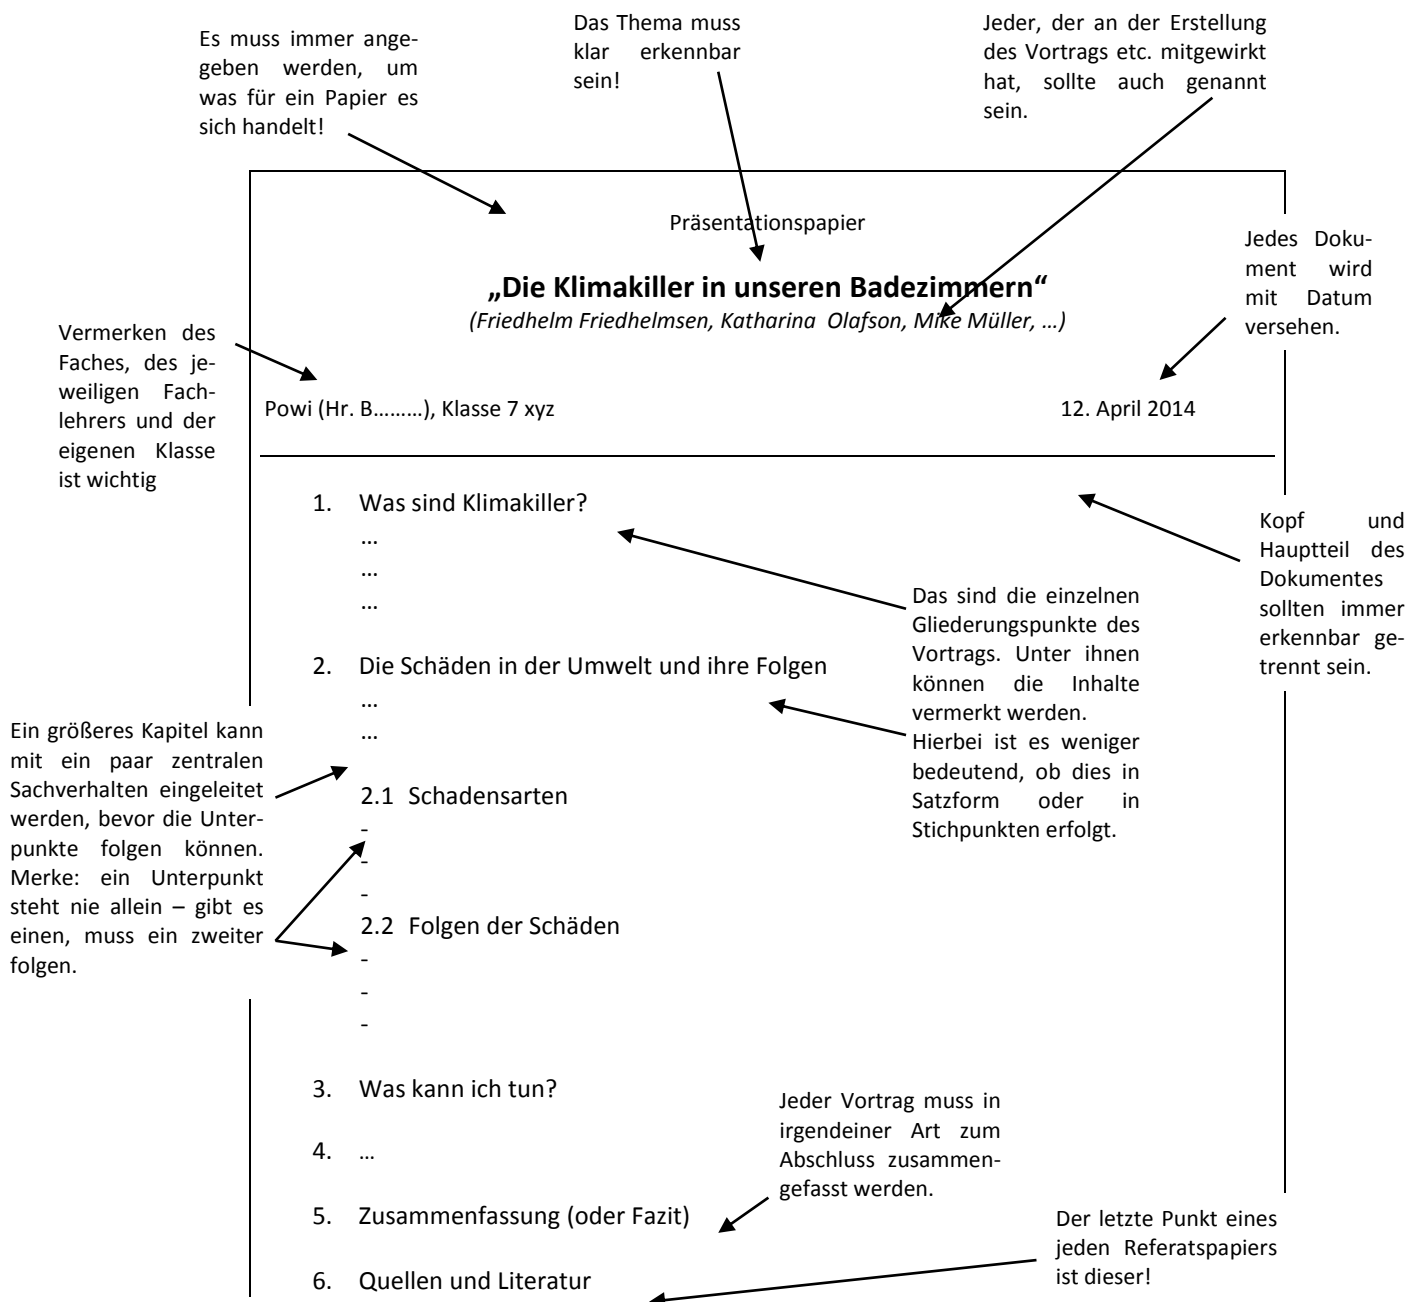 Es muss immer ange-
geben werden, um
was für ein Papier es
sich handelt!
Das Thema muss
klar erkennbar
sein!
Jeder, der an der Erstellung
des Vortrags etc. mitgewirkt
hat, sollte auch genannt
sein.
Präsentationspapier
„Die Klimakiller in unseren Badezimmern“
(Friedhelm Friedhelmsen, Katharina Olafson, Mike Müller, …)
Jedes Doku-
ment wird
mit Datum
versehen.
Vermerken des
Faches, des je-
weiligen Fach-
lehrers und der
eigenen Klasse
ist wichtig
Powi (Hr. B………), Klasse 7 xyz
12. April 2014
1. Was sind Klimakiller?
…
…
…
Kopf und
Hauptteil des
Dokumentes
sollten immer
erkennbar ge-
trennt sein.
Das sind die einzelnen
Gliederungspunkte des
Vortrags. Unter ihnen
können die Inhalte
vermerkt werden.
Hierbei ist es weniger
bedeutend, ob dies in
Satzform oder in
Stichpunkten erfolgt.
2. Die Schäden in der Umwelt und ihre Folgen
…
…
Ein größeres Kapitel kann
mit ein paar zentralen
Sachverhalten eingeleitet
werden, bevor die Unter-
punkte folgen können.
Merke: ein Unterpunkt
steht nie allein – gibt es
einen, muss ein zweiter
folgen.
2.1 Schadensarten
-
-
-
2.2 Folgen der Schäden
-
-
-
3. Was kann ich tun?
4. …
Jeder Vortrag muss in
irgendeiner Art zum
Abschluss zusammen-
gefasst werden.
5. Zusammenfassung (oder Fazit)
Der letzte Punkt eines
jeden Referatspapiers
ist dieser!
6. Quellen und Literatur